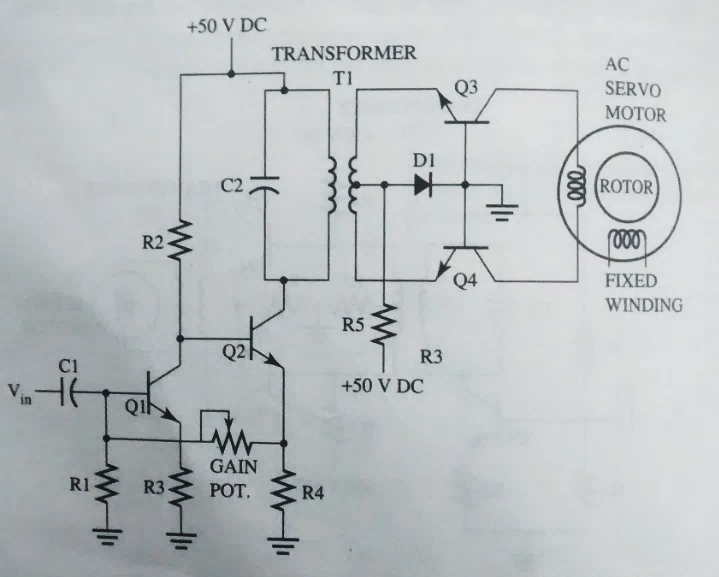 +50 V DC
TRANSFORMER
T1
Q3
AC
SERVO
MOTOR
C2
D1
ROTOR
R2
Q4
FIXED
WINDING
R5
R3
+50 V DC
Q2
C1
Vin
Q1
GAIN
POT.
R1
R3
R4